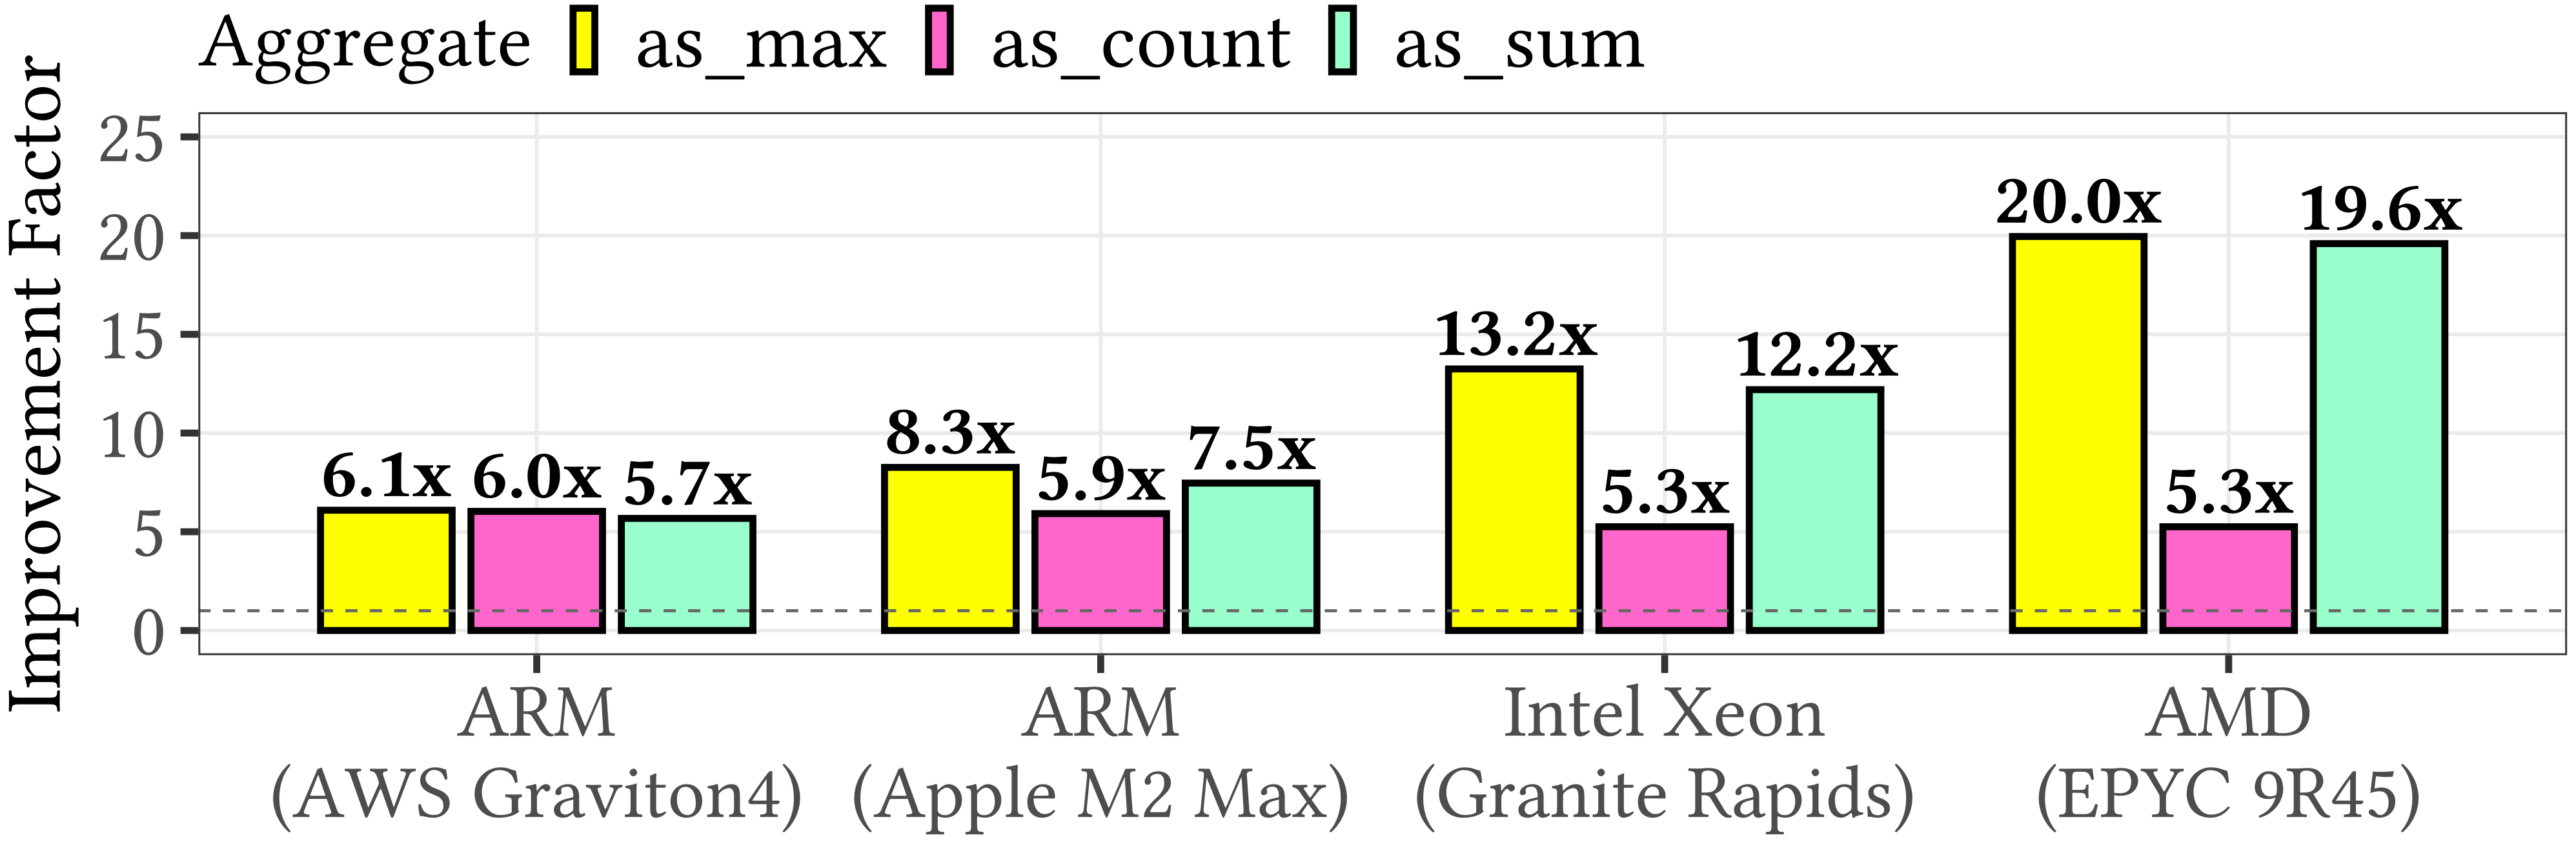 Aggregate as_max as_count as_sum
Improvement Factor
25
20
15
10
5
0
6.1x 6.0x 5.7x
8.3x 5.9x 7.5x
13.2x 5.3x 12.2x
20.0x 5.3x 19.6x
ARM
(AWS Graviton4)
ARM
(Apple M2 Max)
Intel Xeon
(Granite Rapids)
AMD
(EPYC 9R45)